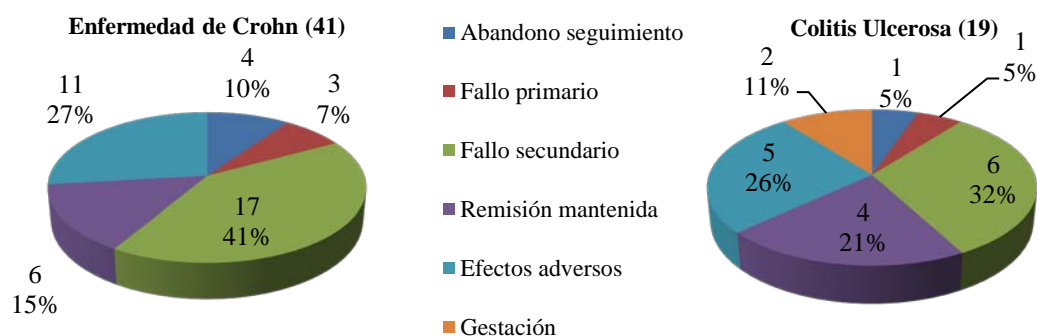 Enfermedad de Crohn (41)
4
10%
3
7%
11
27%
17
41%
6
15%
Abandono seguimiento
Fallo primario
Fallo secundario
Remisión mantenida
Efectos adversos
Gestación
Colitis Ulcerosa (19)
2
11%
1
5%
1
5%
5
26%
6
32%
4
21%